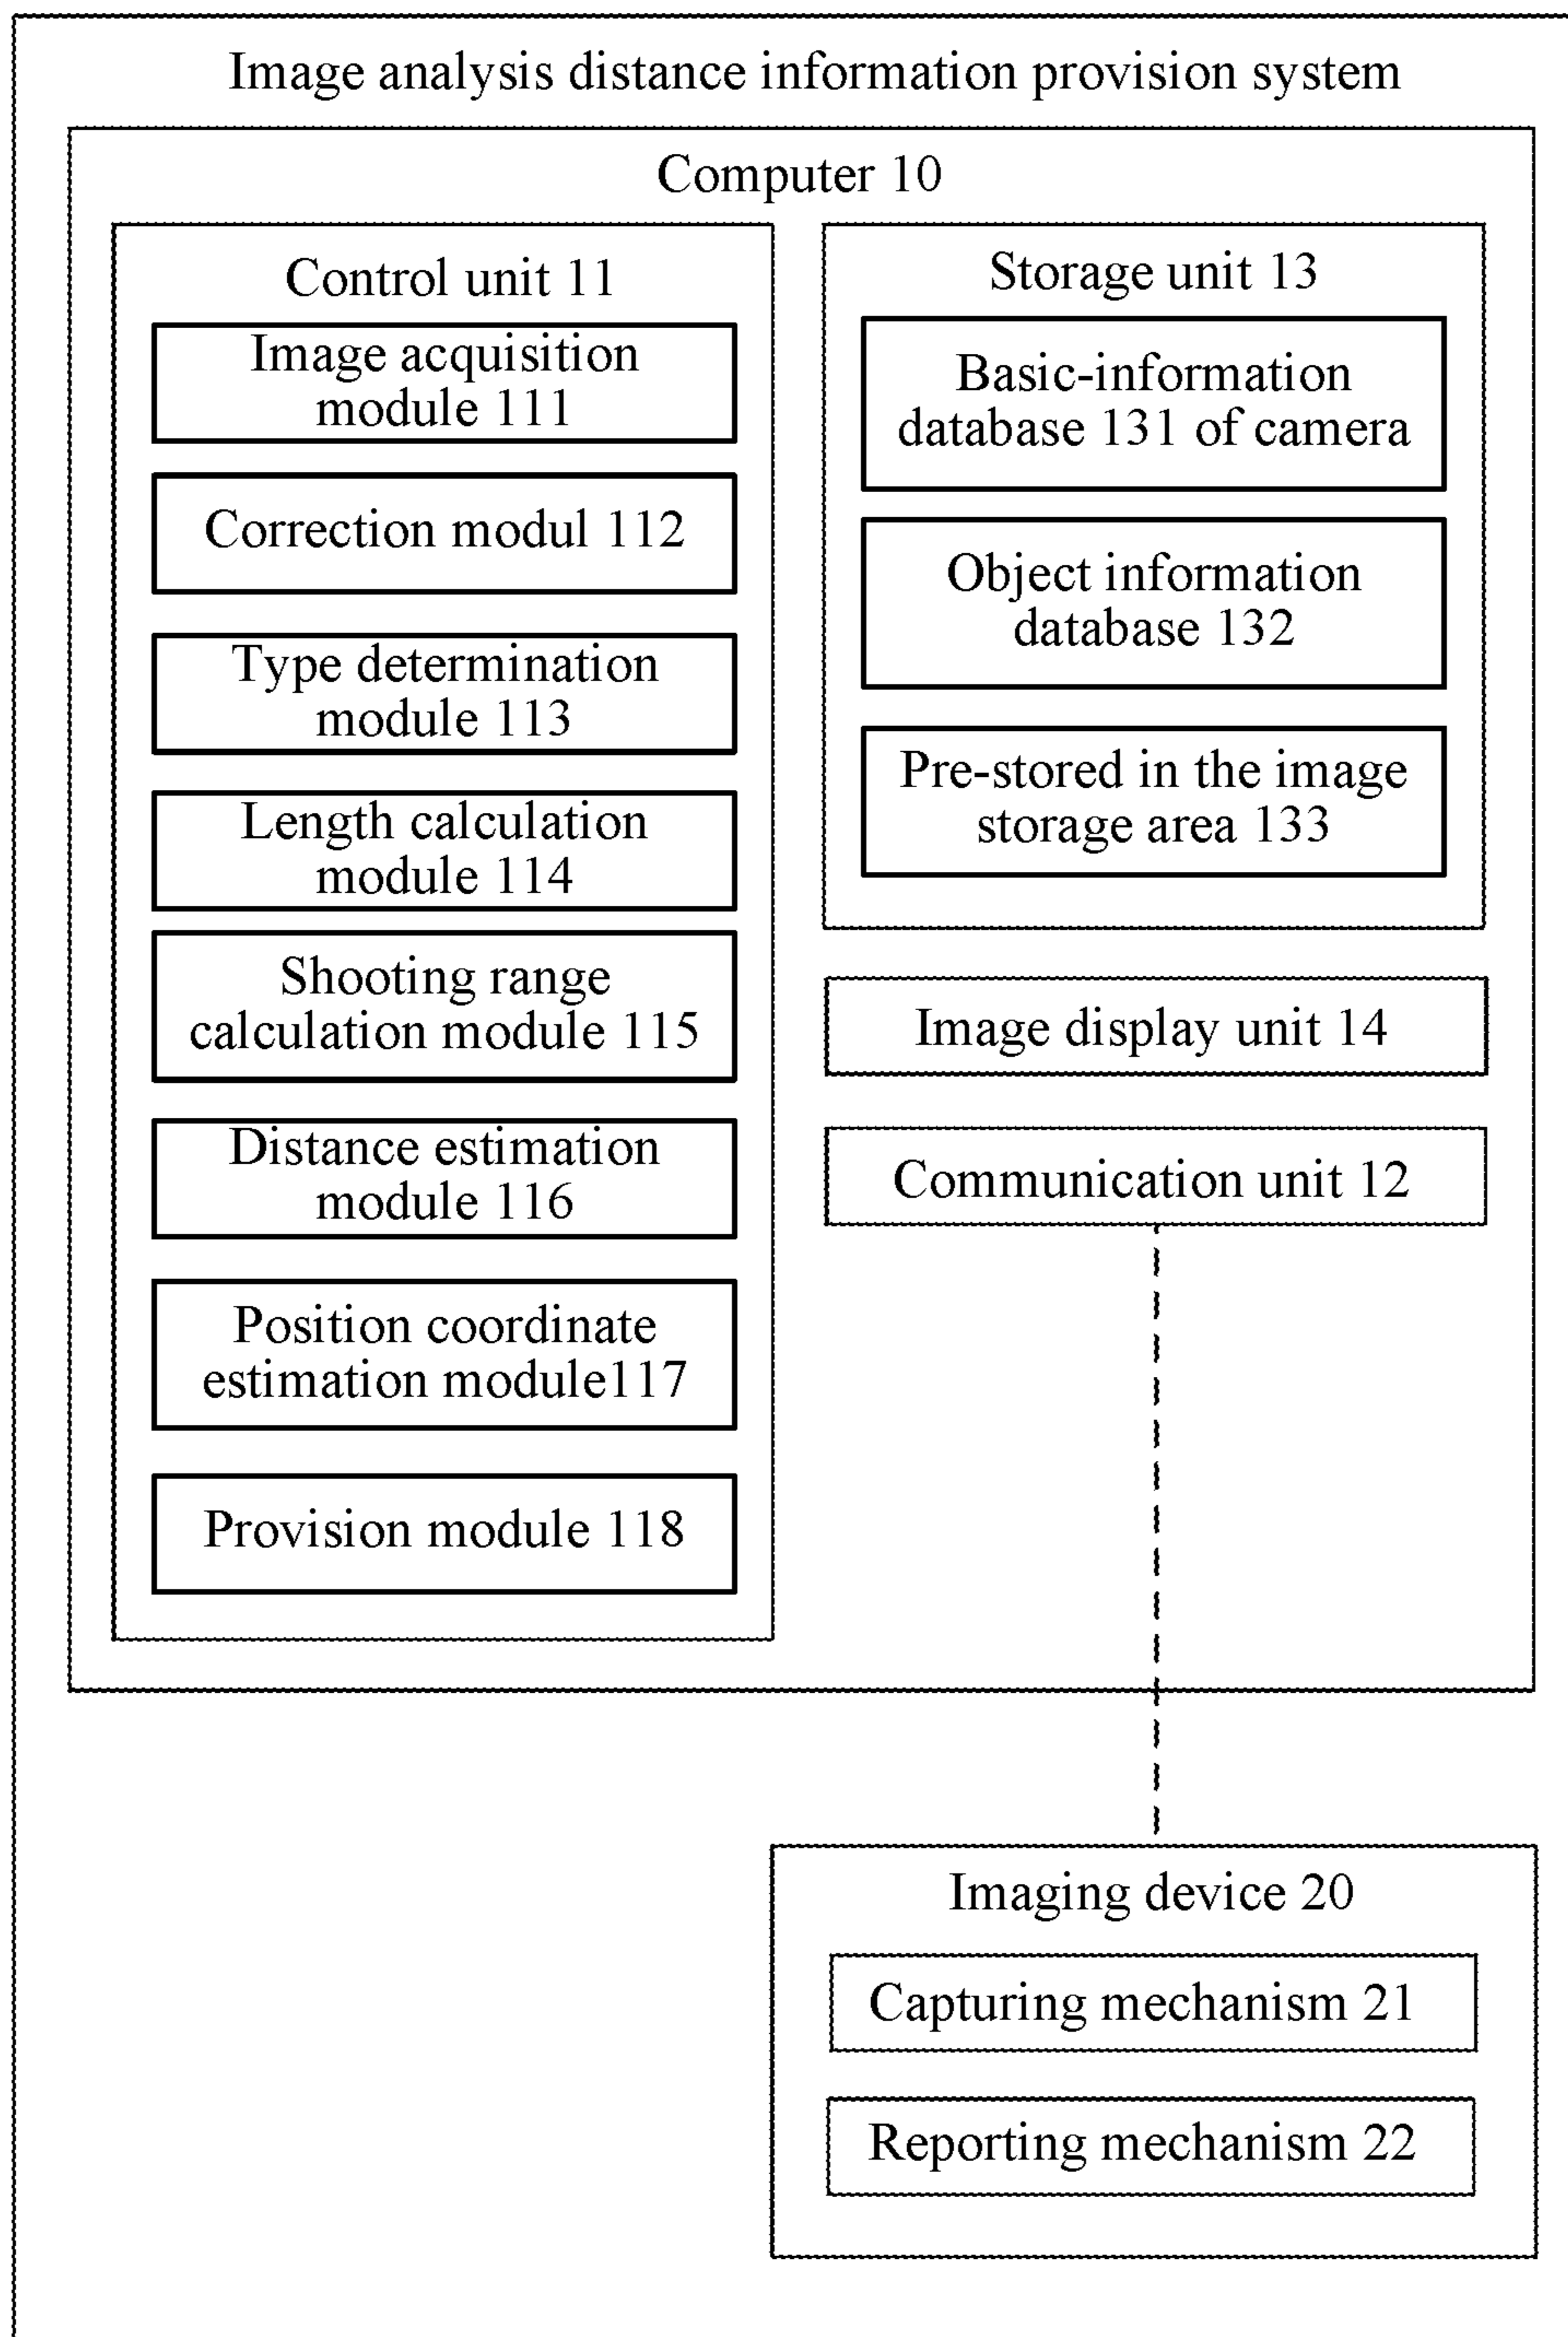 Image analysis distance information provision system
Computer 10
Control unit 11
Image acquisition
module 111
Correction modul 112
Type determination
module 113
Length calculation
module 114
Shooting range
calculation module 115
Distance estimation
module 116
Position coordinate
estimation module117
Provision module 118
Storage unit 13
Basic-information
database 131 of camera
Object information
database 132
Pre-stored in the image
storage area 133
Image display unit 14
Communication unit 12
Imaging device 20
Capturing mechanism 21
Reporting mechanism 22